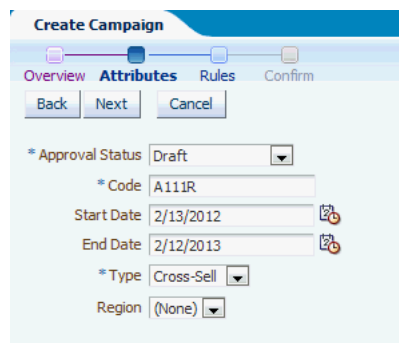 Create Campaign
Overview Attributes Rules Confirm
Back Next Cancel
* Approval Status Draft
* Code A111R
Start Date 2/13/2012
End Date 2/12/2013
* Type Cross-Sell
Region (None)